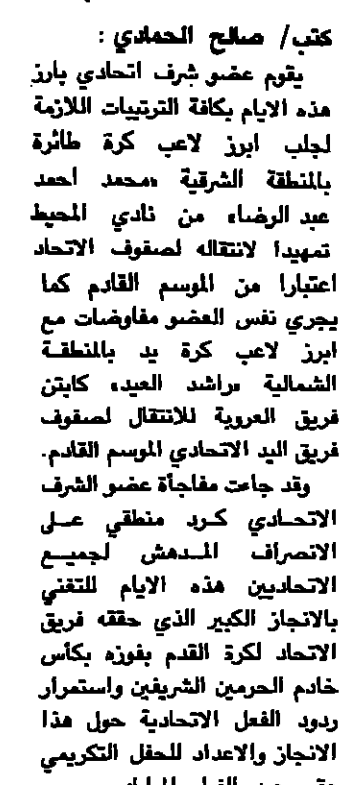 كتب/ صالح الحمادي :
يقوم عضو شرف اتحادي بارز
هذه الايام بكافة الترتيبات اللازمة
لجلب ابرز لاعب كرة طائرة
بالمنطقة الشرقية «محمد احمد
عبد الرضا» من نادي المحيط
تمهيدا لانتقاله لصفوف الاتحاد
اعتبارا من الموسم القادم كما
يجري نفس العضو مفاوضات مع
ابرز لاعب كرة يد بالمنطقة
الشمالية «راشد العيد» كابتن
فريق العروبة للانتقال لصفوف
فريق اليد الاتحادي الموسم القادم.
وقد جاءت مفاجأة عضو الشرف
الاتحادي كرد منطقي على
الانصراف المدهش لجميع
الاتحاديين هذه الايام للتغني
بالانجاز الكبير الذي حققه فريق
الاتحاد لكرة القدم بفوزه بكأس
خادم الحرمين الشريفين واستمرار
ردود الفعل الاتحادية حول هذا
الانجاز والاعداد للحفل التكريمي